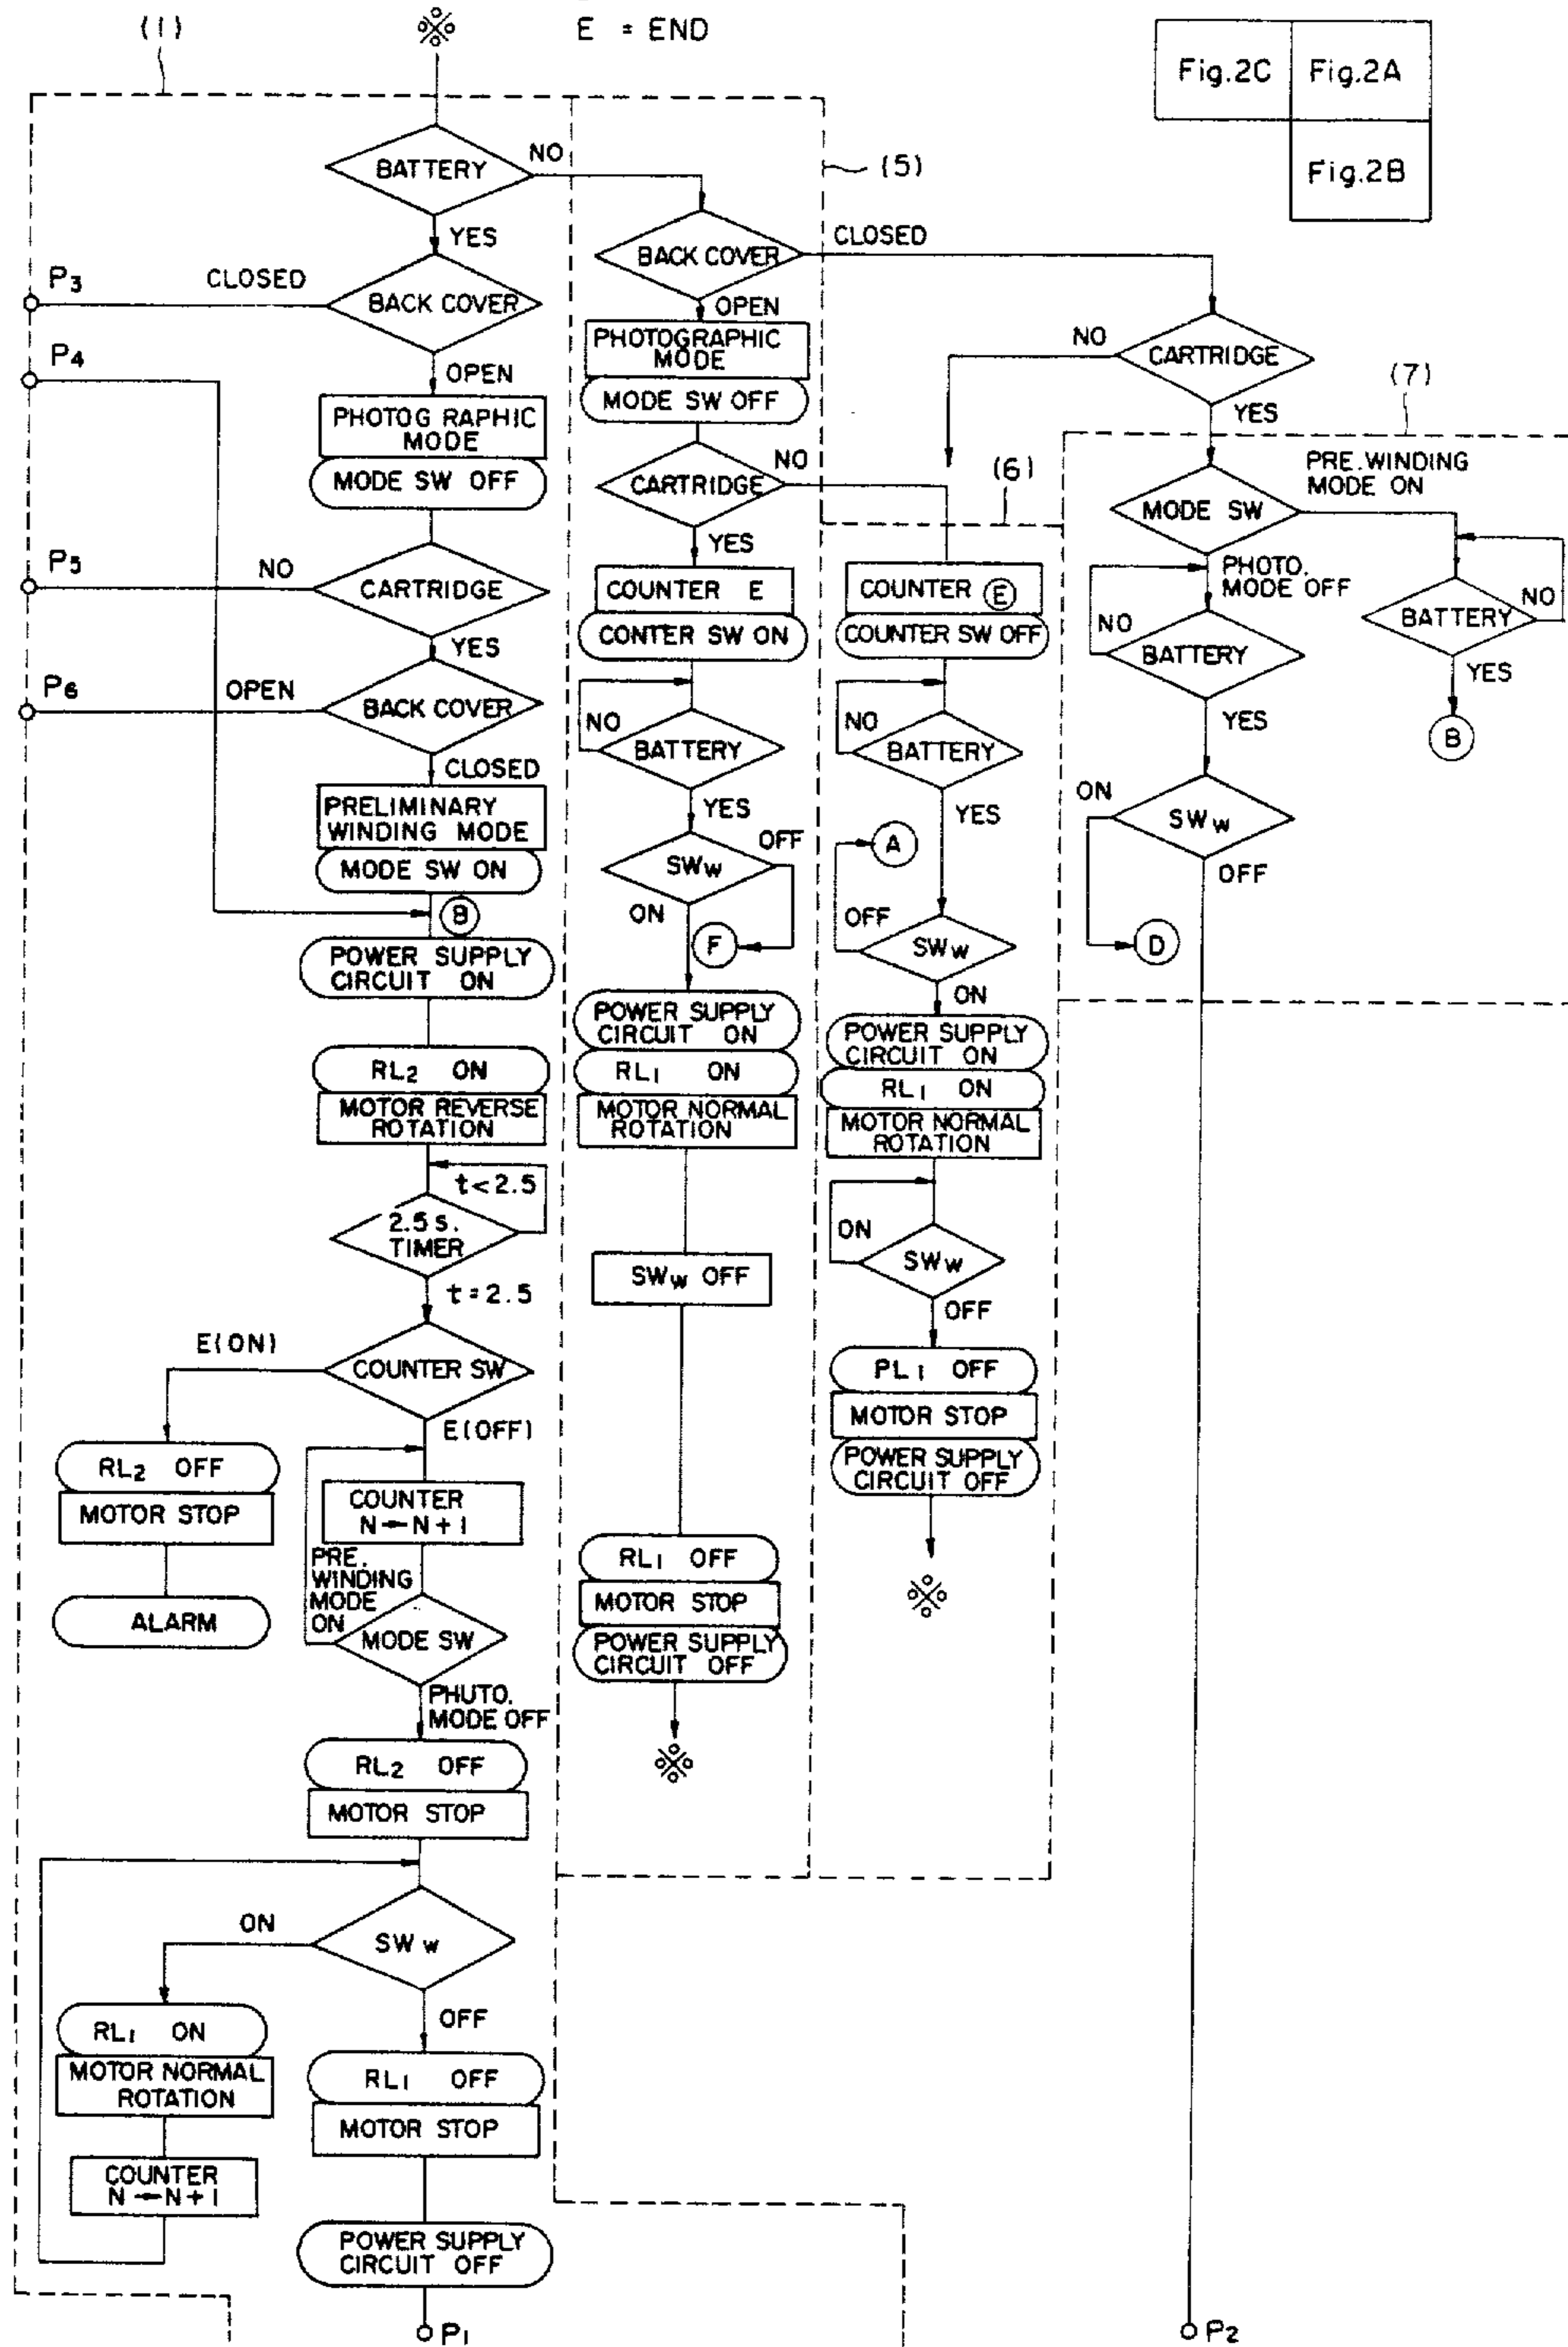 (1)
E = END
Fig.2C
Fig.2A
Fig.2B
BATTERY
NO
YES
(5)
P3
CLOSED
BACK COVER
OPEN
P4
PHOTOG RAPHIC
MODE
MODE SW OFF
P5
NO
CARTRIDGE
YES
P6
OPEN
BACK COVER
CLOSED
PRELIMINARY
WINDING MODE
MODE SW ON
B
POWER SUPPLY
CIRCUIT ON
RL2 ON
MOTOR REVERSE
ROTATION
t<2.5
2.5 s.
TIMER
t=2.5
E(ON)
COUNTER SW
E(OFF)
RL2 OFF
MOTOR STOP
ALARM
COUNTER
N←N+1
PRE.
WINDING
MODE
ON
MODE SW
PHUTO.
MODE OFF
RL2 OFF
MOTOR STOP
ON
SWW
OFF
RL1 ON
MOTOR NORMAL
ROTATION
COUNTER
N←N+1
RL1 OFF
MOTOR STOP
POWER SUPPLY
CIRCUIT OFF
P1
BACK COVER
CLOSED
OPEN
PHOTOGRAPHIC
MODE
MODE SW OFF
CARTRIDGE
NO
YES
COUNTER E
CONTER SW ON
NO
BATTERY
YES
SWW
OFF
ON
F
POWER SUPPLY
CIRCUIT ON
RL1 ON
MOTOR NORMAL
ROTATION
SWW OFF
RL1 OFF
MOTOR STOP
POWER SUPPLY
CIRCUIT OFF
(6)
COUNTER E
COUNTER SW OFF
NO
BATTERY
YES
A
OFF
SWW
ON
POWER SUPPLY
CIRCUIT ON
RL1 ON
MOTOR NORMAL
ROTATION
ON
SWW
OFF
PL1 OFF
MOTOR STOP
POWER SUPPLY
CIRCUIT OFF
NO
CARTRIDGE
YES
(7)
MODE SW
PRE.WINDING
MODE ON
PHOTO.
MODE OFF
NO
BATTERY
YES
BATTERY
NO
YES
B
ON
SWW
OFF
D
P2